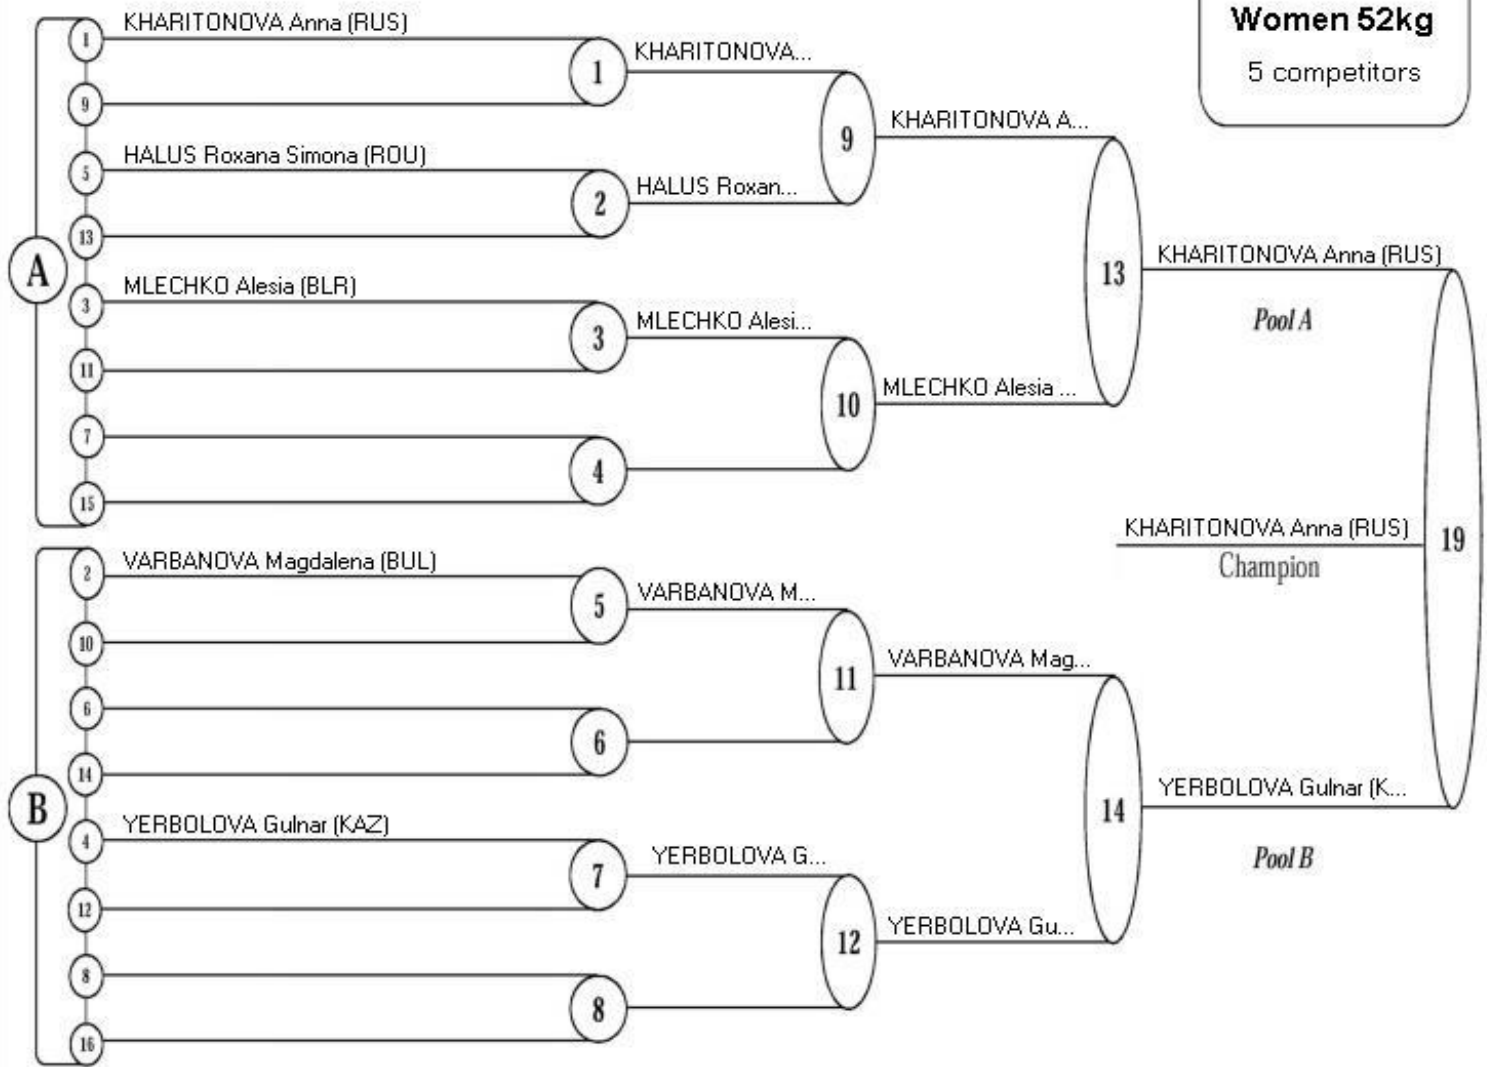 Women 52kg
5 competitors
A
1
KHARITONOVA Anna (RUS)
9
5
HALUS Roxana Simona (ROU)
13
3
MLECHKO Alesia (BLR)
11
7
15
B
2
VARBANOVA Magdalena (BUL)
10
6
14
4
YERBOLOVA Gulnar (KAZ)
12
8
16
1
KHARITONOVA...
2
HALUS Roxan...
3
MLECHKO Alesi...
4
5
VARBANOVA M...
6
7
YERBOLOVA G...
8
9
KHARITONOVA A...
10
MLECHKO Alesia ...
11
VARBANOVA Mag...
12
YERBOLOVA Gu...
13
KHARITONOVA Anna (RUS)
Pool A
14
YERBOLOVA Gulnar (K...
Pool B
KHARITONOVA Anna (RUS)
Champion
19